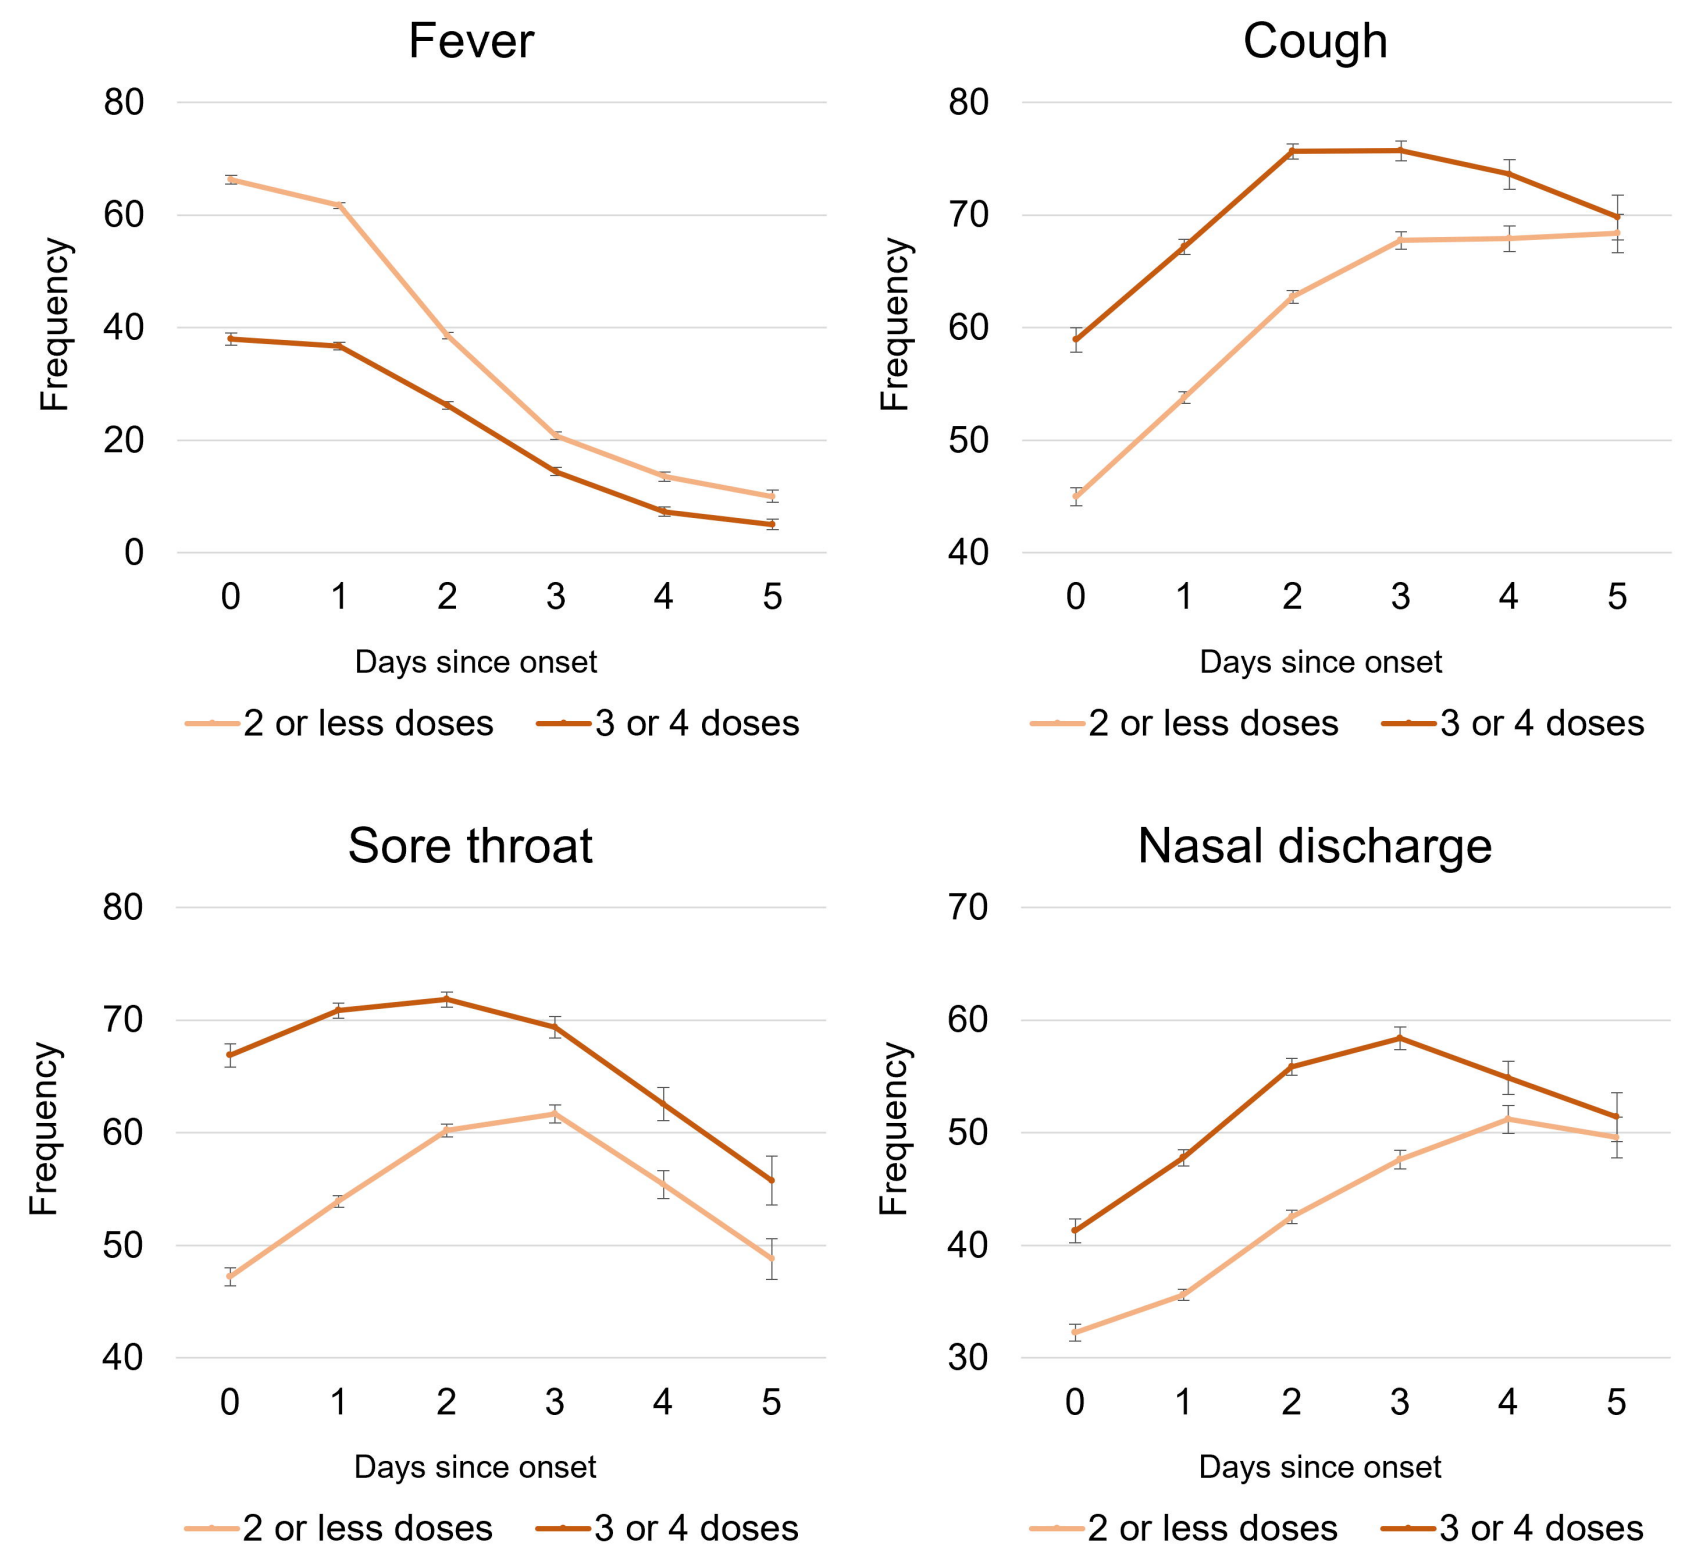 Fever
80
60
40
20
0
Frequency
0 1 2 3 4 5
Days since onset
2 or less doses 3 or 4 doses
Cough
80
70
60
50
40
Frequency
0 1 2 3 4 5
Days since onset
2 or less doses 3 or 4 doses
Sore throat
80
70
60
50
40
Frequency
0 1 2 3 4 5
Days since onset
2 or less doses 3 or 4 doses
Nasal discharge
70
60
50
40
30
Frequency
0 1 2 3 4 5
Days since onset
2 or less doses 3 or 4 doses